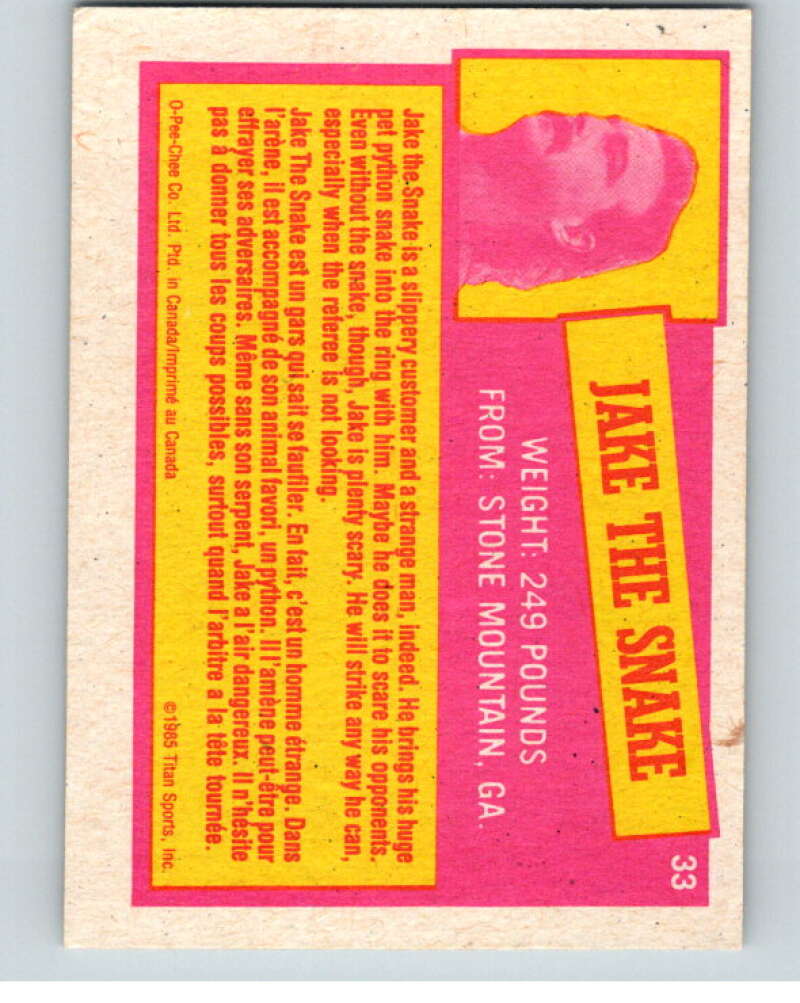 33
JAKE THE SNAKE
WEIGHT: 249 POUNDS
FROM: STONE MOUNTAIN, GA.
Jake the Snake is a slippery customer and a strange man, indeed. He brings his huge
pet python snake into the ring with him. Maybe he does it to scare his opponents.
Even without the snake, though, Jake is plenty scary. He will strike any way he can,
especially when the referee is not looking.
Jake The Snake est un gars qui sait se faufiler. En fait, c'est un homme étrange. Dans
l'arène, il est accompagné de son animal favori, un python. Il l'amène peut-être pour
effrayer ses adversaires. Même sans son serpent, Jake a l'air dangereux. Il n'hésite
pas à donner tous les coups possibles, surtout quand l'arbitre a la tête tournée.
O-Pee-Chee Co. Ltd. Ptd. in Canada/Imprimé au Canada ©1985 Titan Sports, Inc.